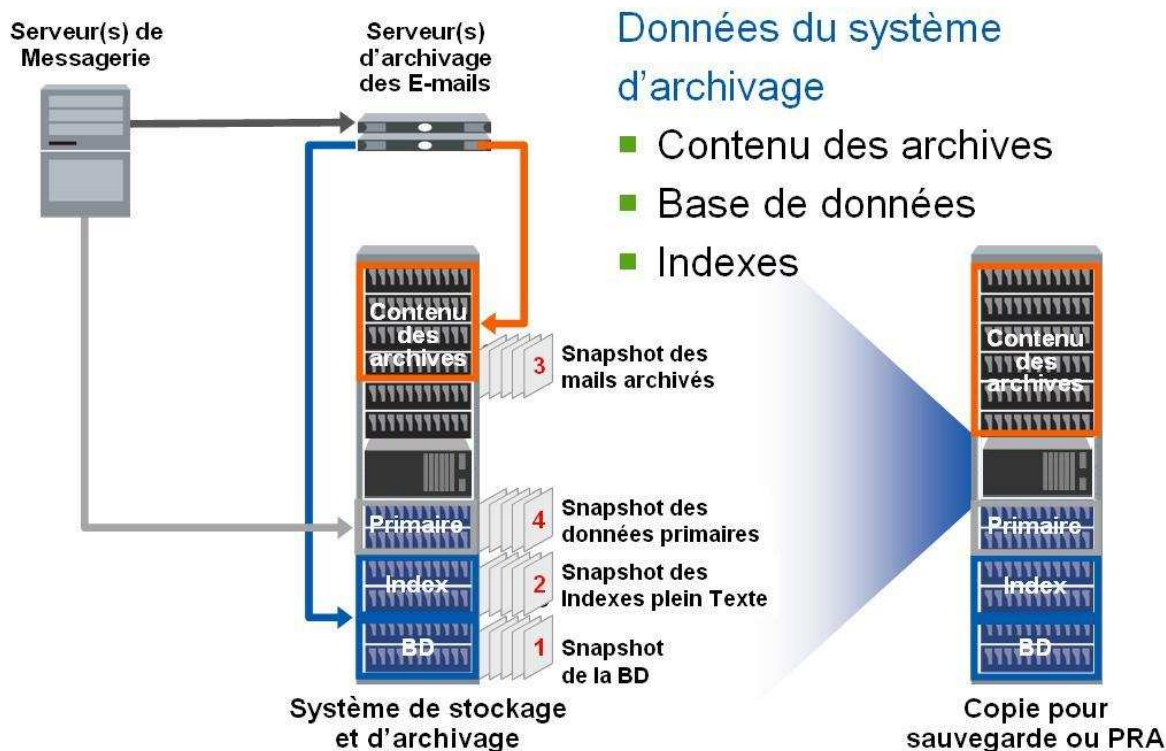 Serveur(s) de
Messagerie
Serveur(s)
d'archivage
des E-mails
Données du système
d'archivage
Contenu des archives
Base de données
Indexes
Contenu
des
archives
3
Snapshot des
mails archivés
Primaire
4
Snapshot des
données primaires
Index
2
Snapshot des
Indexes plein Texte
BD
1
Snapshot
de la BD
Système de stockage
et d'archivage
Contenu
des
archives
Primaire
Index
BD
Copie pour
sauvegarde ou PRA